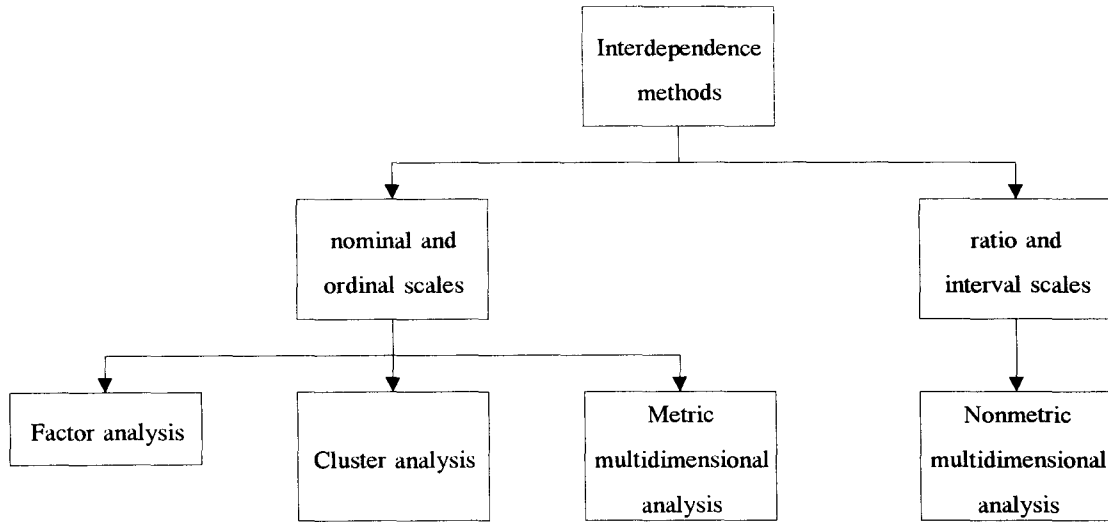 Interdependence
methods
nominal and
ordinal scales
ratio and
interval scales
Factor analysis
Cluster analysis
Metric
multidimensional
analysis
Nonmetric
multidimensional
analysis